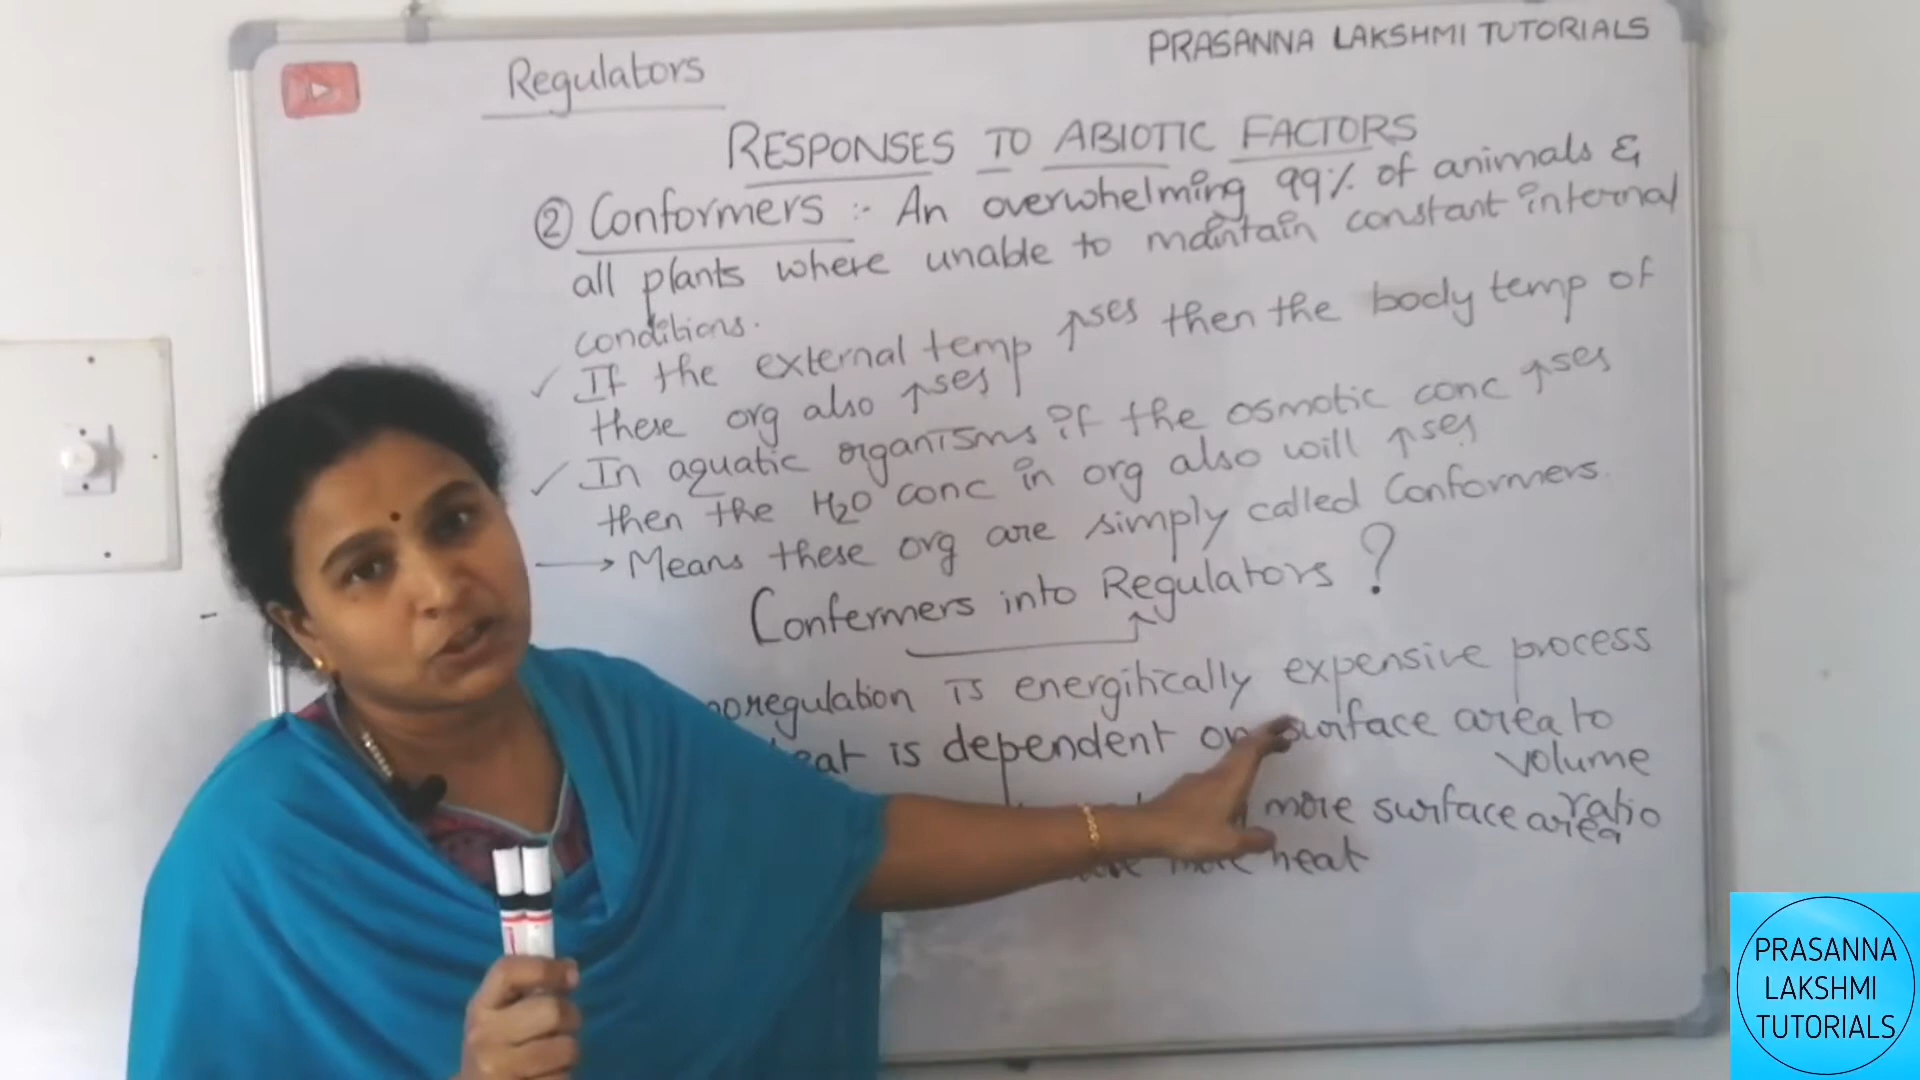 PRASANNA LAKSHMI TUTORIALS
Regulators
RESPONSES TO ABIOTIC FACTORS
② Conformers :- An overwhelming 99% of animals &
all plants where unable to maintain constant internal
conditions.
✓ If the external temp ↑ses then the body temp of
these org also ↑ses
✓ In aquatic organisms if the osmotic conc ↑ses
then the H2O conc in org also will ↑ses
→ Means these org are simply called Conformers.
Confermers into Regulators ?
oregulation is energitically expensive process
eat is dependent on surface area to
volume
ratio
more surface area
more heat
PRASANNA
LAKSHMI
TUTORIALS